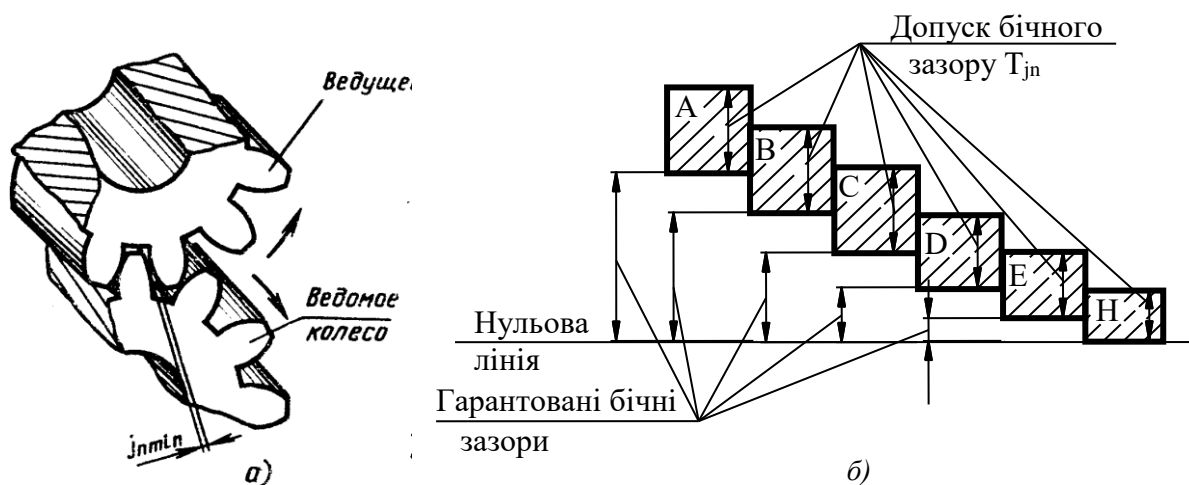 Ведущее
Ведомое
колесо
jnmin
а)
Допуск бічного
зазору Tjn
A
B
C
D
E
H
Нульова
лінія
Гарантовані бічні
зазори
б)